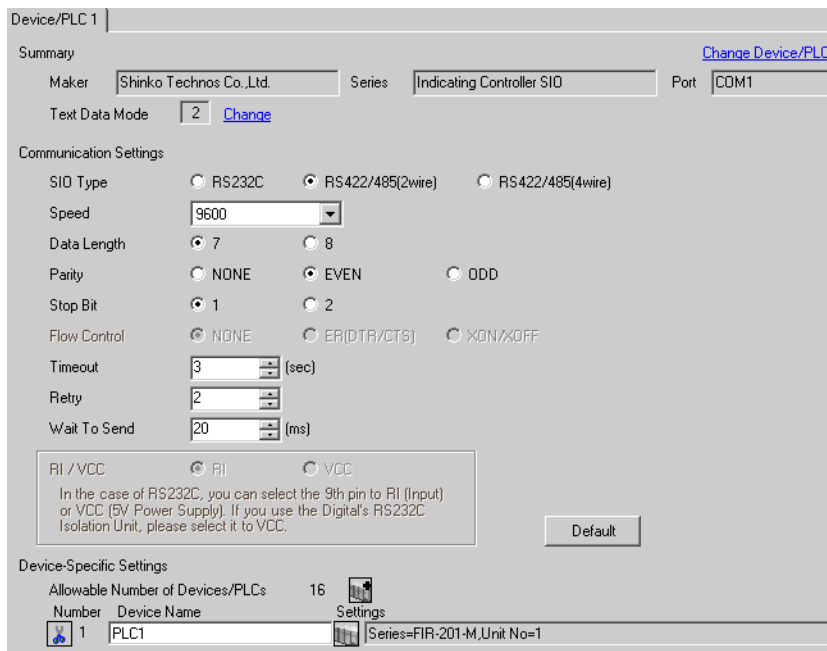 Device/PLC 1
Summary
Change Device/PLC
Maker Shinko Technos Co.,Ltd. Series Indicating Controller SIO Port COM1
Text Data Mode 2 Change
Communication Settings
SIO Type RS232C RS422/485(2wire) RS422/485(4wire)
Speed 9600
Data Length 7 8
Parity NONE EVEN ODD
Stop Bit 1 2
Flow Control NONE ER(DTR/CTS) XON/XOFF
Timeout 3 (sec)
Retry 2
Wait To Send 20 (ms)
RI / VCC RI VCC
In the case of RS232C, you can select the 9th pin to RI (Input)
or VCC (5V Power Supply). If you use the Digital's RS232C
Isolation Unit, please select it to VCC.
Default
Device-Specific Settings
Allowable Number of Devices/PLCs 16
Number Device Name Settings
1 PLC1 Series=FIR-201-M,Unit No=1